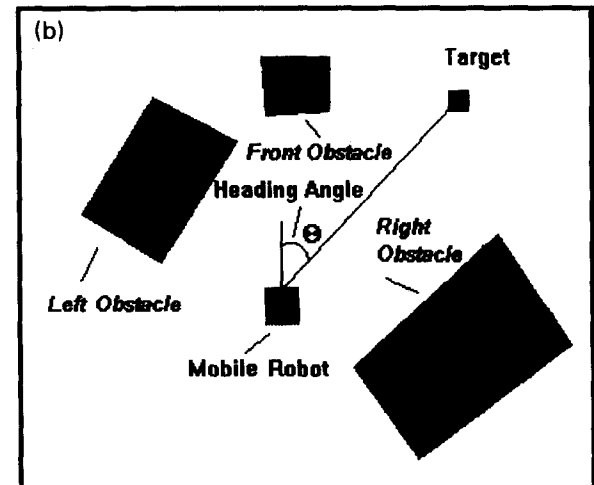 (b)
Target
Front Obstacle
Heading Angle
Θ
Right
Obstacle
Left Obstacle
Mobile Robot